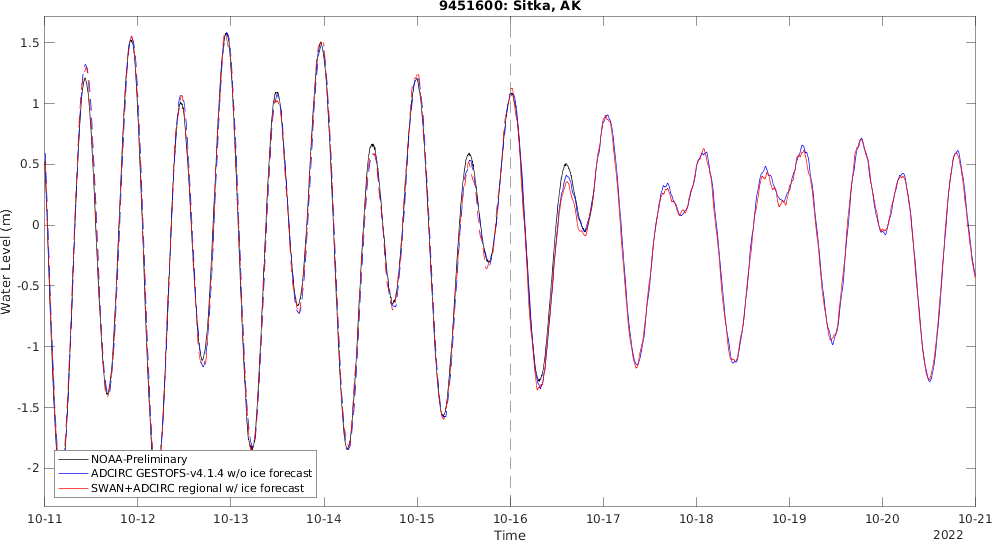 9451600: Sitka, AK
1.5
1
0.5
0
-0.5
-1
-1.5
-2
Water Level (m)
NOAA-Preliminary
ADCIRC GESTOFS-v4.1.4 w/o ice forecast
SWAN+ADCIRC regional w/ ice forecast
10-11 10-12 10-13 10-14 10-15 10-16 10-17 10-18 10-19 10-20 10-21
Time
2022